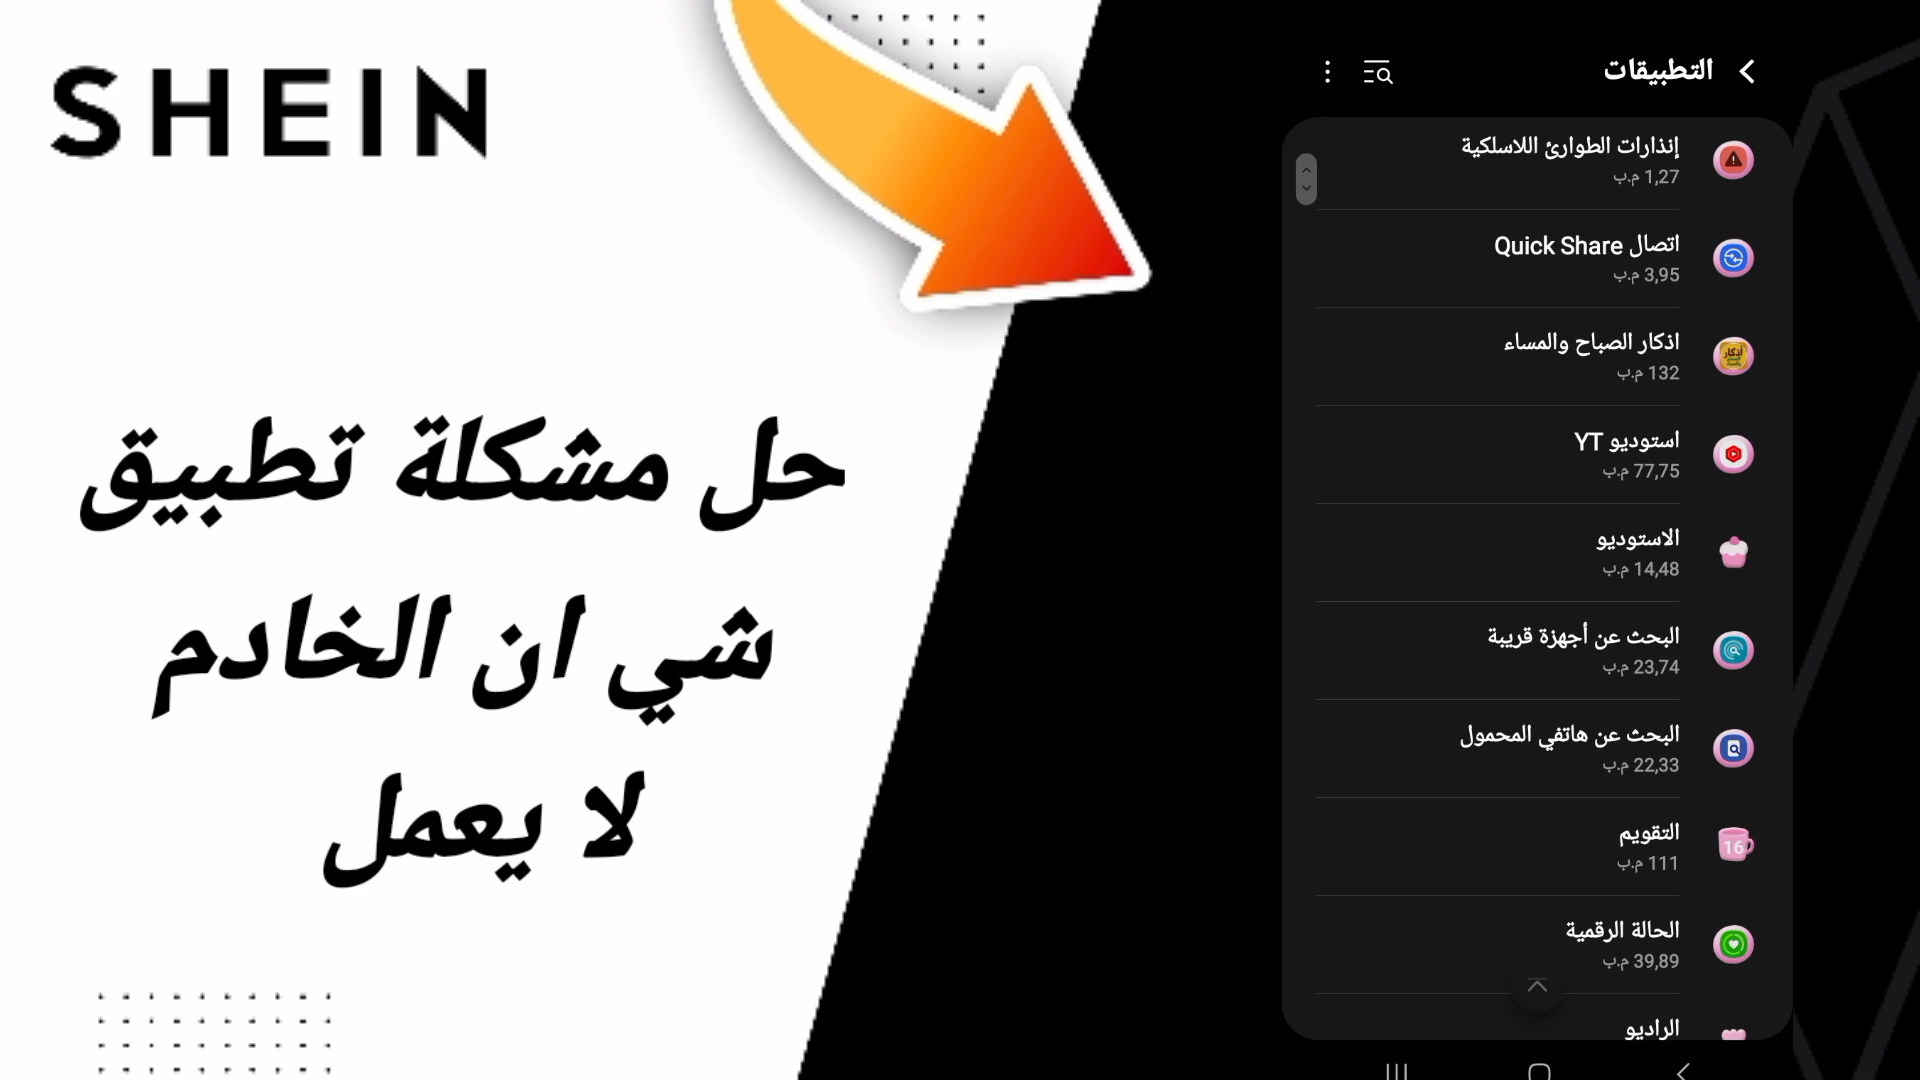 SHEIN
حل مشكلة تطبيق
شي ان الخادم
لا يعمل
التطبيقات
إنذارات الطوارئ اللاسلكية
1,27 م.ب
اتصال Quick Share
3,95 م.ب
أذكار
اذكار الصباح والمساء
132 م.ب
استوديو YT
77,75 م.ب
الاستوديو
14,48 م.ب
البحث عن أجهزة قريبة
23,74 م.ب
البحث عن هاتفي المحمول
22,33 م.ب
16
التقويم
111 م.ب
الحالة الرقمية
39,89 م.ب
الراديو